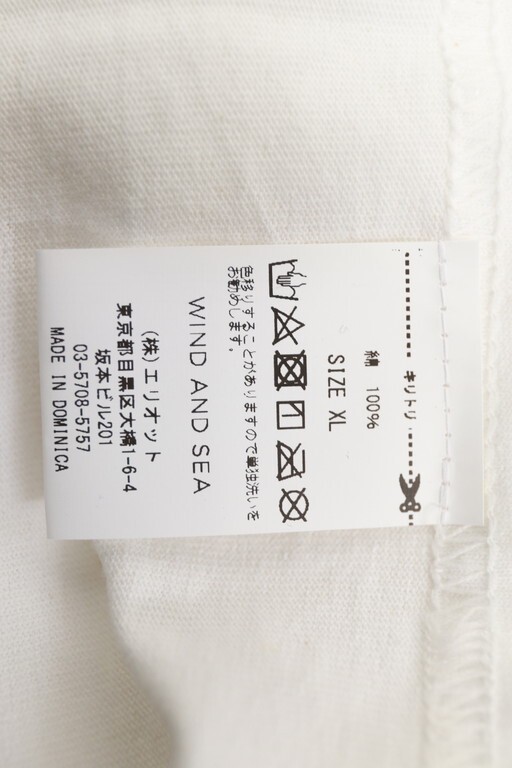 キリトリ
綿 100%
SIZE XL
色移りすることがありますので単独洗いを
お勧めします。
WIND AND SEA
(株)エリオット
東京都目黒区大橋1-6-4
坂本ビル201
03-5708-5757
MADE IN DOMINICA